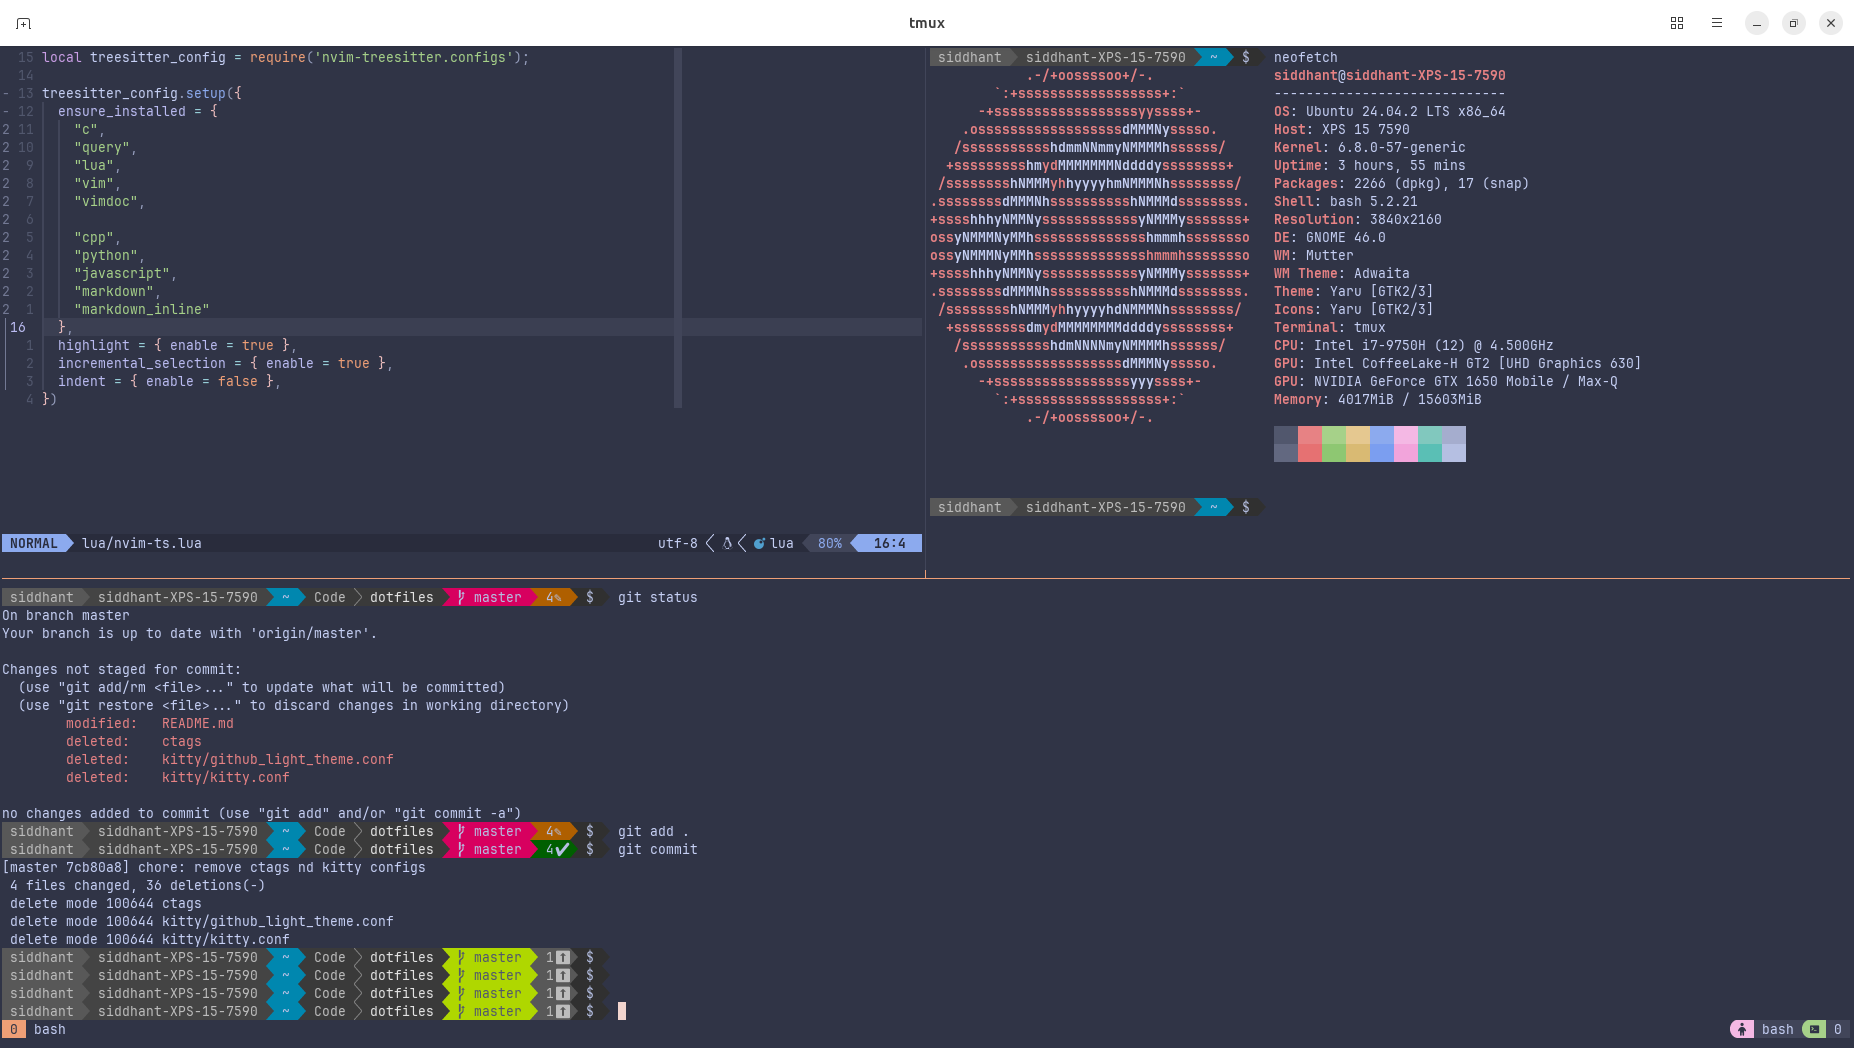 tmux
15 local treesitter_config = require('nvim-treesitter.configs');
14
- 13 treesitter_config.setup({
- 12   ensure_installed = {
2 11     "c",
2 10     "query",
2 9     "lua",
2 8     "vim",
2 7     "vimdoc",
2 6
2 5     "cpp",
2 4     "python",
2 3     "javascript",
2 2     "markdown",
2 1     "markdown_inline"
16   },
1   highlight = { enable = true },
2   incremental_selection = { enable = true },
3   indent = { enable = false },
4 })
NORMAL lua/nvim-ts.lua utf-8 lua 80% 16:4
siddhant siddhant-XPS-15-7590 ~ $ neofetch
            .-/+oossssoo+/-.
        `:+ssssssssssssssssss+:`
      -+ssssssssssssssssssyyssss+-
    .ossssssssssssssssssdMMMNysssso.
   /ssssssssssshdmmNNmmyNMMMMhssssss/
  +ssssssssshmydMMMMMMMNddddyssssssss+
 /sssssssshNMMMyhhyyyyhmNMMMNhssssssss/
.ssssssssdMMMNhsssssssssshNMMMdssssssss.
+sssshhhyNMMNyssssssssssssyNMMMysssssss+
ossyNMMMNyMMhsssssssssssssshmmmhssssssso
ossyNMMMNyMMhsssssssssssssshmmmhssssssso
+sssshhhyNMMNyssssssssssssyNMMMysssssss+
.ssssssssdMMMNhsssssssssshNMMMdssssssss.
 /sssssssshNMMMyhhyyyyhdNMMMNhssssssss/
  +sssssssssdmydMMMMMMMMddddyssssssss+
   /ssssssssssshdmNNNNmyNMMMMhssssss/
    .ossssssssssssssssssdMMMNysssso.
      -+sssssssssssssssssyyyssss+-
        `:+ssssssssssssssssss+:`
            .-/+oossssoo+/-.
siddhant@siddhant-XPS-15-7590
-----------------------------
OS: Ubuntu 24.04.2 LTS x86_64
Host: XPS 15 7590
Kernel: 6.8.0-57-generic
Uptime: 3 hours, 55 mins
Packages: 2266 (dpkg), 17 (snap)
Shell: bash 5.2.21
Resolution: 3840x2160
DE: GNOME 46.0
WM: Mutter
WM Theme: Adwaita
Theme: Yaru [GTK2/3]
Icons: Yaru [GTK2/3]
Terminal: tmux
CPU: Intel i7-9750H (12) @ 4.500GHz
GPU: Intel CoffeeLake-H GT2 [UHD Graphics 630]
GPU: NVIDIA GeForce GTX 1650 Mobile / Max-Q
Memory: 4017MiB / 15603MiB
siddhant siddhant-XPS-15-7590 ~ $
siddhant siddhant-XPS-15-7590 ~ Code dotfiles master 4✎ $ git status
On branch master
Your branch is up to date with 'origin/master'.
Changes not staged for commit:
  (use "git add/rm <file>..." to update what will be committed)
  (use "git restore <file>..." to discard changes in working directory)
        modified:   README.md
        deleted:    ctags
        deleted:    kitty/github_light_theme.conf
        deleted:    kitty/kitty.conf
no changes added to commit (use "git add" and/or "git commit -a")
siddhant siddhant-XPS-15-7590 ~ Code dotfiles master 4✎ $ git add .
siddhant siddhant-XPS-15-7590 ~ Code dotfiles master 4✔ $ git commit
[master 7cb80a8] chore: remove ctags nd kitty configs
 4 files changed, 36 deletions(-)
 delete mode 100644 ctags
 delete mode 100644 kitty/github_light_theme.conf
 delete mode 100644 kitty/kitty.conf
siddhant siddhant-XPS-15-7590 ~ Code dotfiles master 1⬆ $
siddhant siddhant-XPS-15-7590 ~ Code dotfiles master 1⬆ $
siddhant siddhant-XPS-15-7590 ~ Code dotfiles master 1⬆ $
siddhant siddhant-XPS-15-7590 ~ Code dotfiles master 1⬆ $
0 bash bash 0